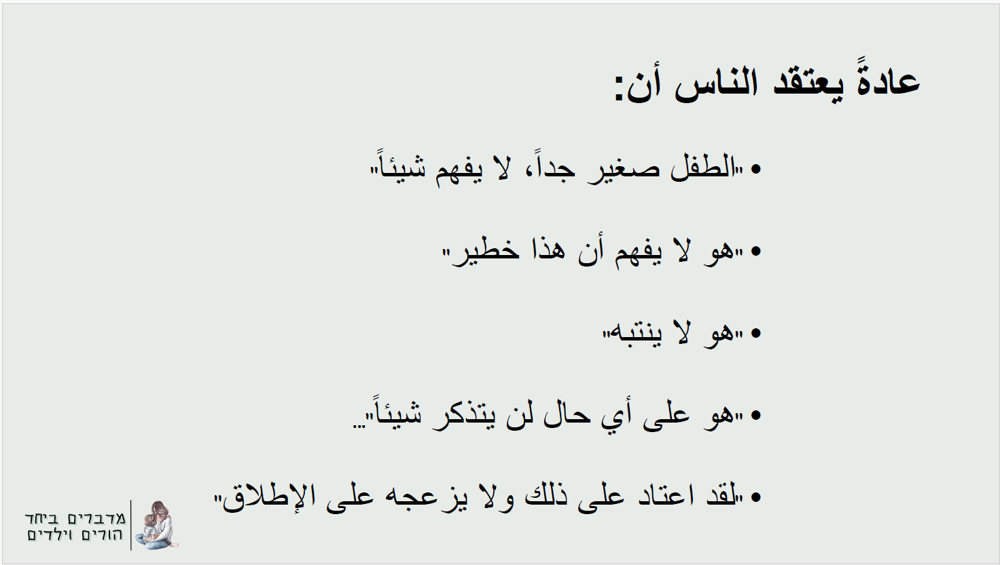 عادةً يعتقد الناس أن:
• "الطفل صغير جداً، لا يفهم شيئاً"
• "هو لا يفهم أن هذا خطير"
• "هو لا ينتبه"
• "هو على أي حال لن يتذكر شيئاً"...
• "لقد اعتاد على ذلك ولا يزعجه على الإطلاق"
מדברים ביחד
הורים וילדים